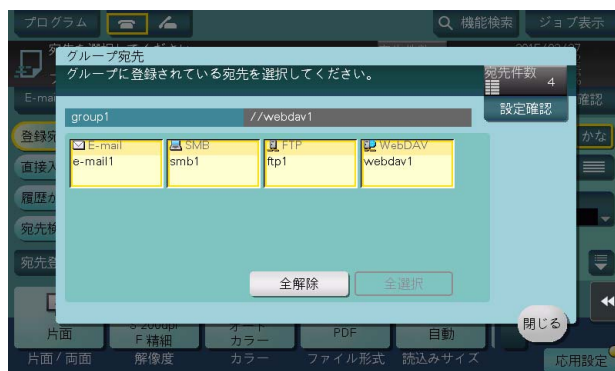 プログラム
機能検索
ジョブ表示
グループ宛先
グループに登録されている宛先を選択してください。
宛先件数 4
設定確認
group1
//webdav1
E-mail
e-mail1
SMB
smb1
FTP
ftp1
WebDAV
webdav1
全解除
全選択
閉じる
片面
F 精細
カラー
PDF
自動
片面 / 両面
解像度
カラー
ファイル形式
読込みサイズ
応用設定